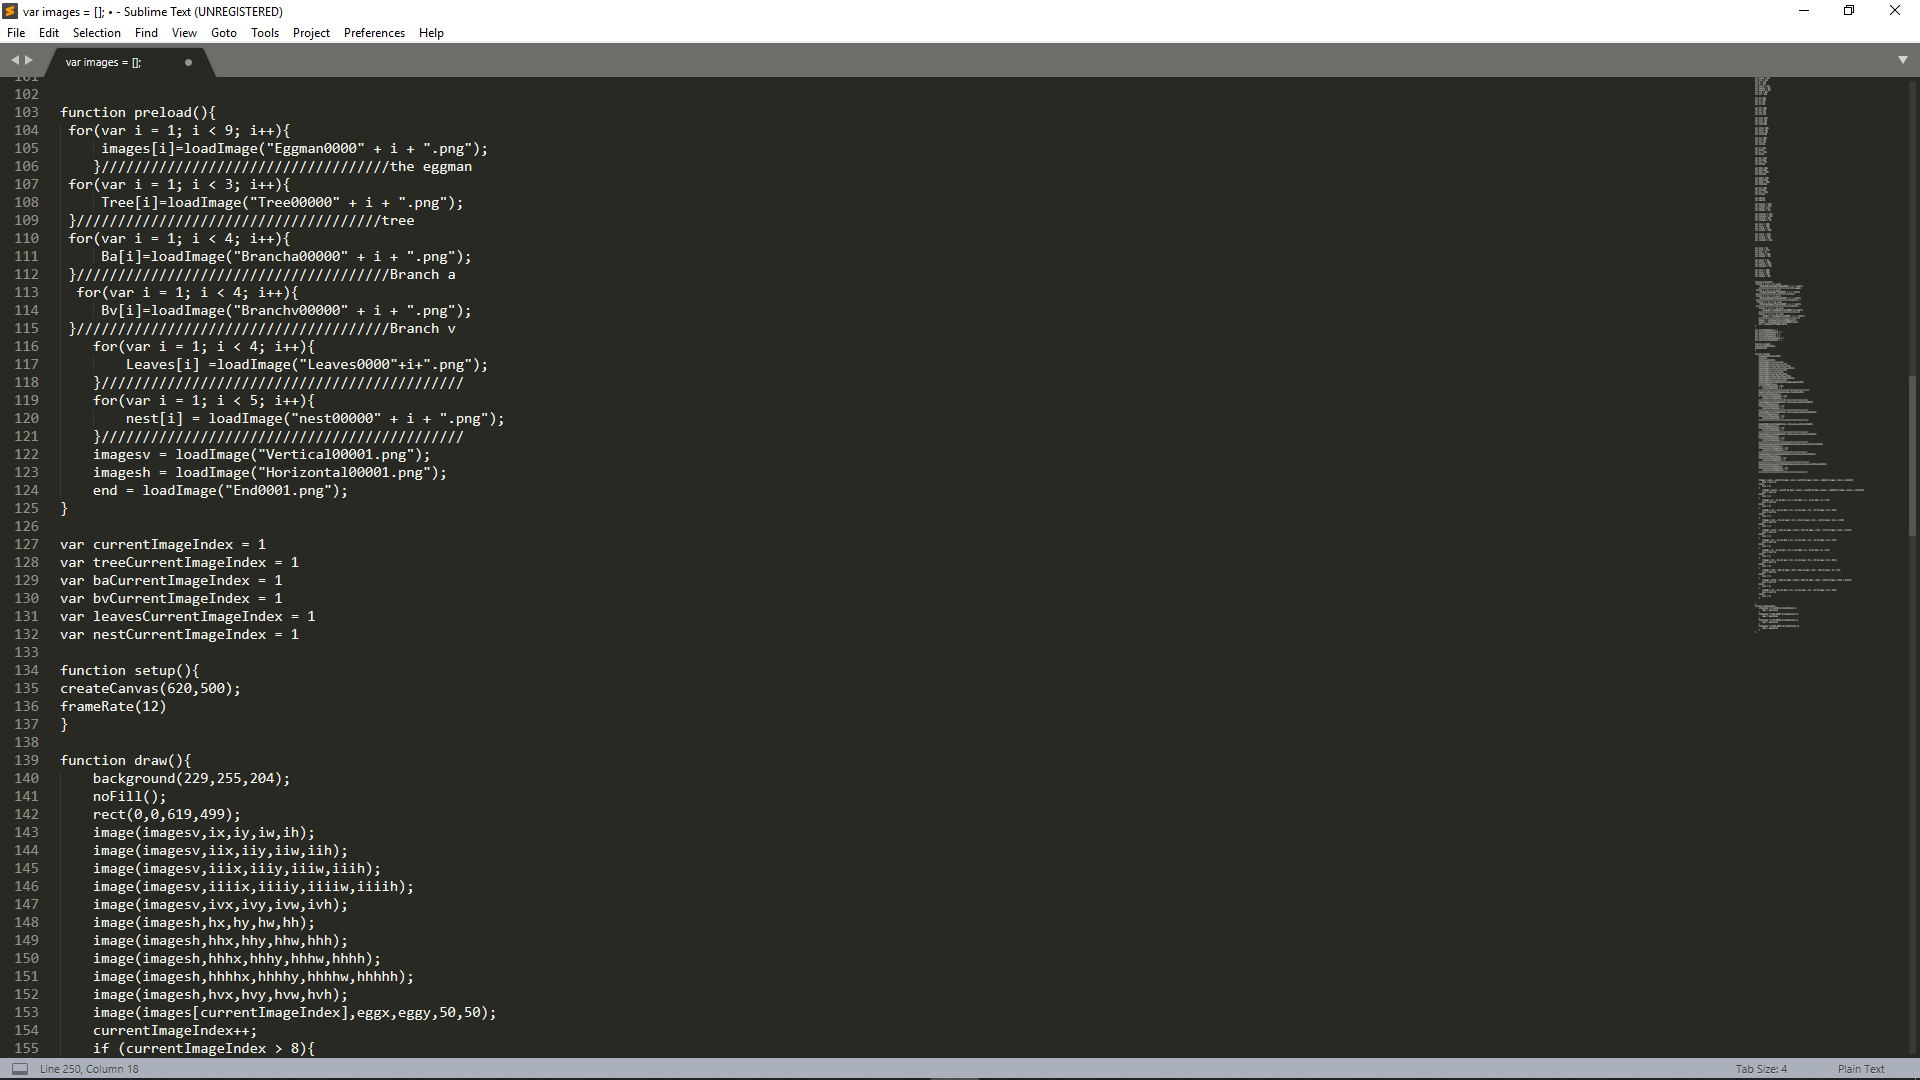 var images = []; • - Sublime Text (UNREGISTERED)
File Edit Selection Find View Goto Tools Project Preferences Help
var images = [];
101
102
103 function preload(){
104 for(var i = 1; i < 9; i++){
105 images[i]=loadImage("Eggman0000" + i + ".png");
106 }///////////////////////////////////the eggman
107 for(var i = 1; i < 3; i++){
108 Tree[i]=loadImage("Tree00000" + i + ".png");
109 }/////////////////////////////////////tree
110 for(var i = 1; i < 4; i++){
111 Ba[i]=loadImage("Brancha00000" + i + ".png");
112 }//////////////////////////////////////Branch a
113 for(var i = 1; i < 4; i++){
114 Bv[i]=loadImage("Branchv00000" + i + ".png");
115 }//////////////////////////////////////Branch v
116 for(var i = 1; i < 4; i++){
117 Leaves[i] =loadImage("Leaves0000"+i+".png");
118 }////////////////////////////////////////////
119 for(var i = 1; i < 5; i++){
120 nest[i] = loadImage("nest00000" + i + ".png");
121 }////////////////////////////////////////////
122 imagesv = loadImage("Vertical00001.png");
123 imagesh = loadImage("Horizontal00001.png");
124 end = loadImage("End0001.png");
125 }
126
127 var currentImageIndex = 1
128 var treeCurrentImageIndex = 1
129 var baCurrentImageIndex = 1
130 var bvCurrentImageIndex = 1
131 var leavesCurrentImageIndex = 1
132 var nestCurrentImageIndex = 1
133
134 function setup(){
135 createCanvas(620,500);
136 frameRate(12)
137 }
138
139 function draw(){
140 background(229,255,204);
141 noFill();
142 rect(0,0,619,499);
143 image(imagesv,ix,iy,iw,ih);
144 image(imagesv,iix,iiy,iiw,iih);
145 image(imagesv,iiix,iiiy,iiiw,iiih);
146 image(imagesv,iiiix,iiiiy,iiiiw,iiiih);
147 image(imagesv,ivx,ivy,ivw,ivh);
148 image(imagesh,hx,hy,hw,hh);
149 image(imagesh,hhx,hhy,hhw,hhh);
150 image(imagesh,hhhx,hhhy,hhhw,hhhh);
151 image(imagesh,hhhhx,hhhhy,hhhhw,hhhhh);
152 image(imagesh,hvx,hvy,hvw,hvh);
153 image(images[currentImageIndex],eggx,eggy,50,50);
154 currentImageIndex++;
155 if (currentImageIndex > 8){
Line 250, Column 18
Tab Size: 4
Plain Text